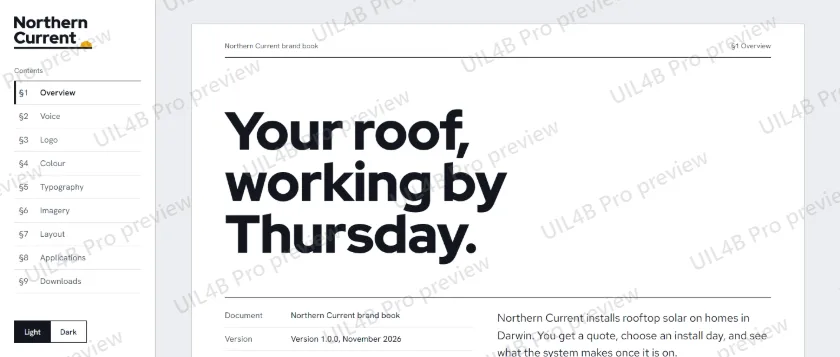 Northern
Current
Contents
§1 Overview
§2 Voice
§3 Logo
§4 Colour
§5 Typography
§6 Imagery
§7 Layout
§8 Applications
§9 Downloads
Light Dark
Northern Current brand book §1 Overview
Your roof,
working by
Thursday.
Document Northern Current brand book
Version Version 1.0.0, November 2026
Northern Current installs rooftop solar on homes in
Darwin. You get a quote, choose an install day, and see
what the system makes once it is on.
UIL4B Pro preview